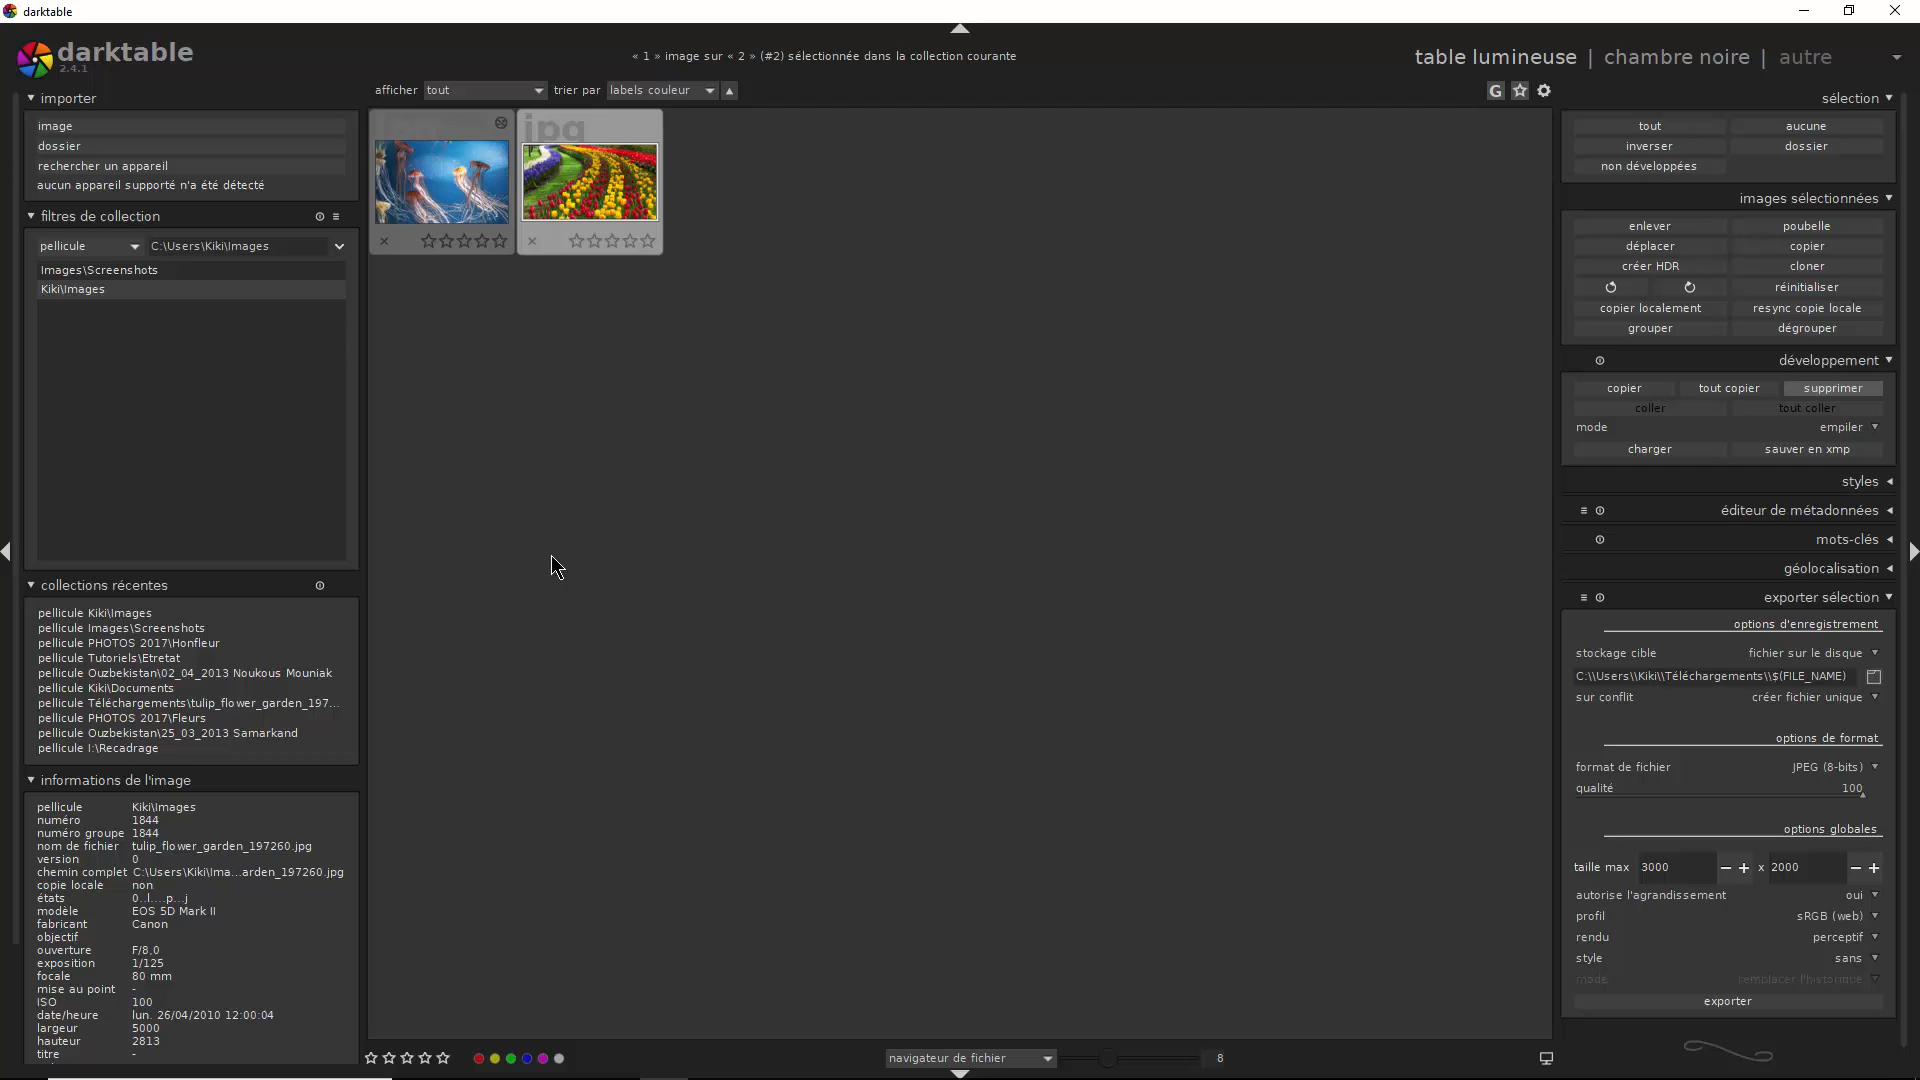 darktable
darktable
2.4.1
« 1 » image sur « 2 » (#2) sélectionnée dans la collection courante
table lumineuse | chambre noire | autre
afficher tout trier par labels couleur
G
importer
image
dossier
rechercher un appareil
aucun appareil supporté n'a été détecté
filtres de collection
pellicule C:\Users\Kiki\Images
Images\Screenshots
Kiki\Images
collections récentes
pellicule Kiki\Images
pellicule Images\Screenshots
pellicule PHOTOS 2017\Honfleur
pellicule Tutoriels\Etretat
pellicule Ouzbekistan\02_04_2013 Noukous Mouniak
pellicule Kiki\Documents
pellicule Téléchargements\tulip_flower_garden_197...
pellicule PHOTOS 2017\Fleurs
pellicule Ouzbekistan\25_03_2013 Samarkand
pellicule I:\Recadrage
informations de l'image
pellicule Kiki\Images
numéro 1844
numéro groupe 1844
nom de fichier tulip_flower_garden_197260.jpg
version 0
chemin complet C:\Users\Kiki\Ima...arden_197260.jpg
copie locale non
états 0..l....p...j
modèle EOS 5D Mark II
fabricant Canon
objectif
ouverture F/8,0
exposition 1/125
focale 80 mm
mise au point -
ISO 100
date/heure lun. 26/04/2010 12:00:04
largeur 5000
hauteur 2813
titre -
jpg
navigateur de fichier 8
sélection
tout aucune
inverser dossier
non développées
images sélectionnées
enlever poubelle
déplacer copier
créer HDR cloner
réinitialiser
copier localement resync copie locale
grouper dégrouper
développement
copier tout copier supprimer
coller tout coller
mode empiler
charger sauver en xmp
styles
éditeur de métadonnées
mots-clés
géolocalisation
exporter sélection
options d'enregistrement
stockage cible fichier sur le disque
C:\\Users\\Kiki\\Téléchargements\\$(FILE_NAME)
sur conflit créer fichier unique
options de format
format de fichier JPEG (8-bits)
qualité 100
options globales
taille max 3000 x 2000
autorise l'agrandissement oui
profil sRGB (web)
rendu perceptif
style sans
mode remplacer l'historique
exporter